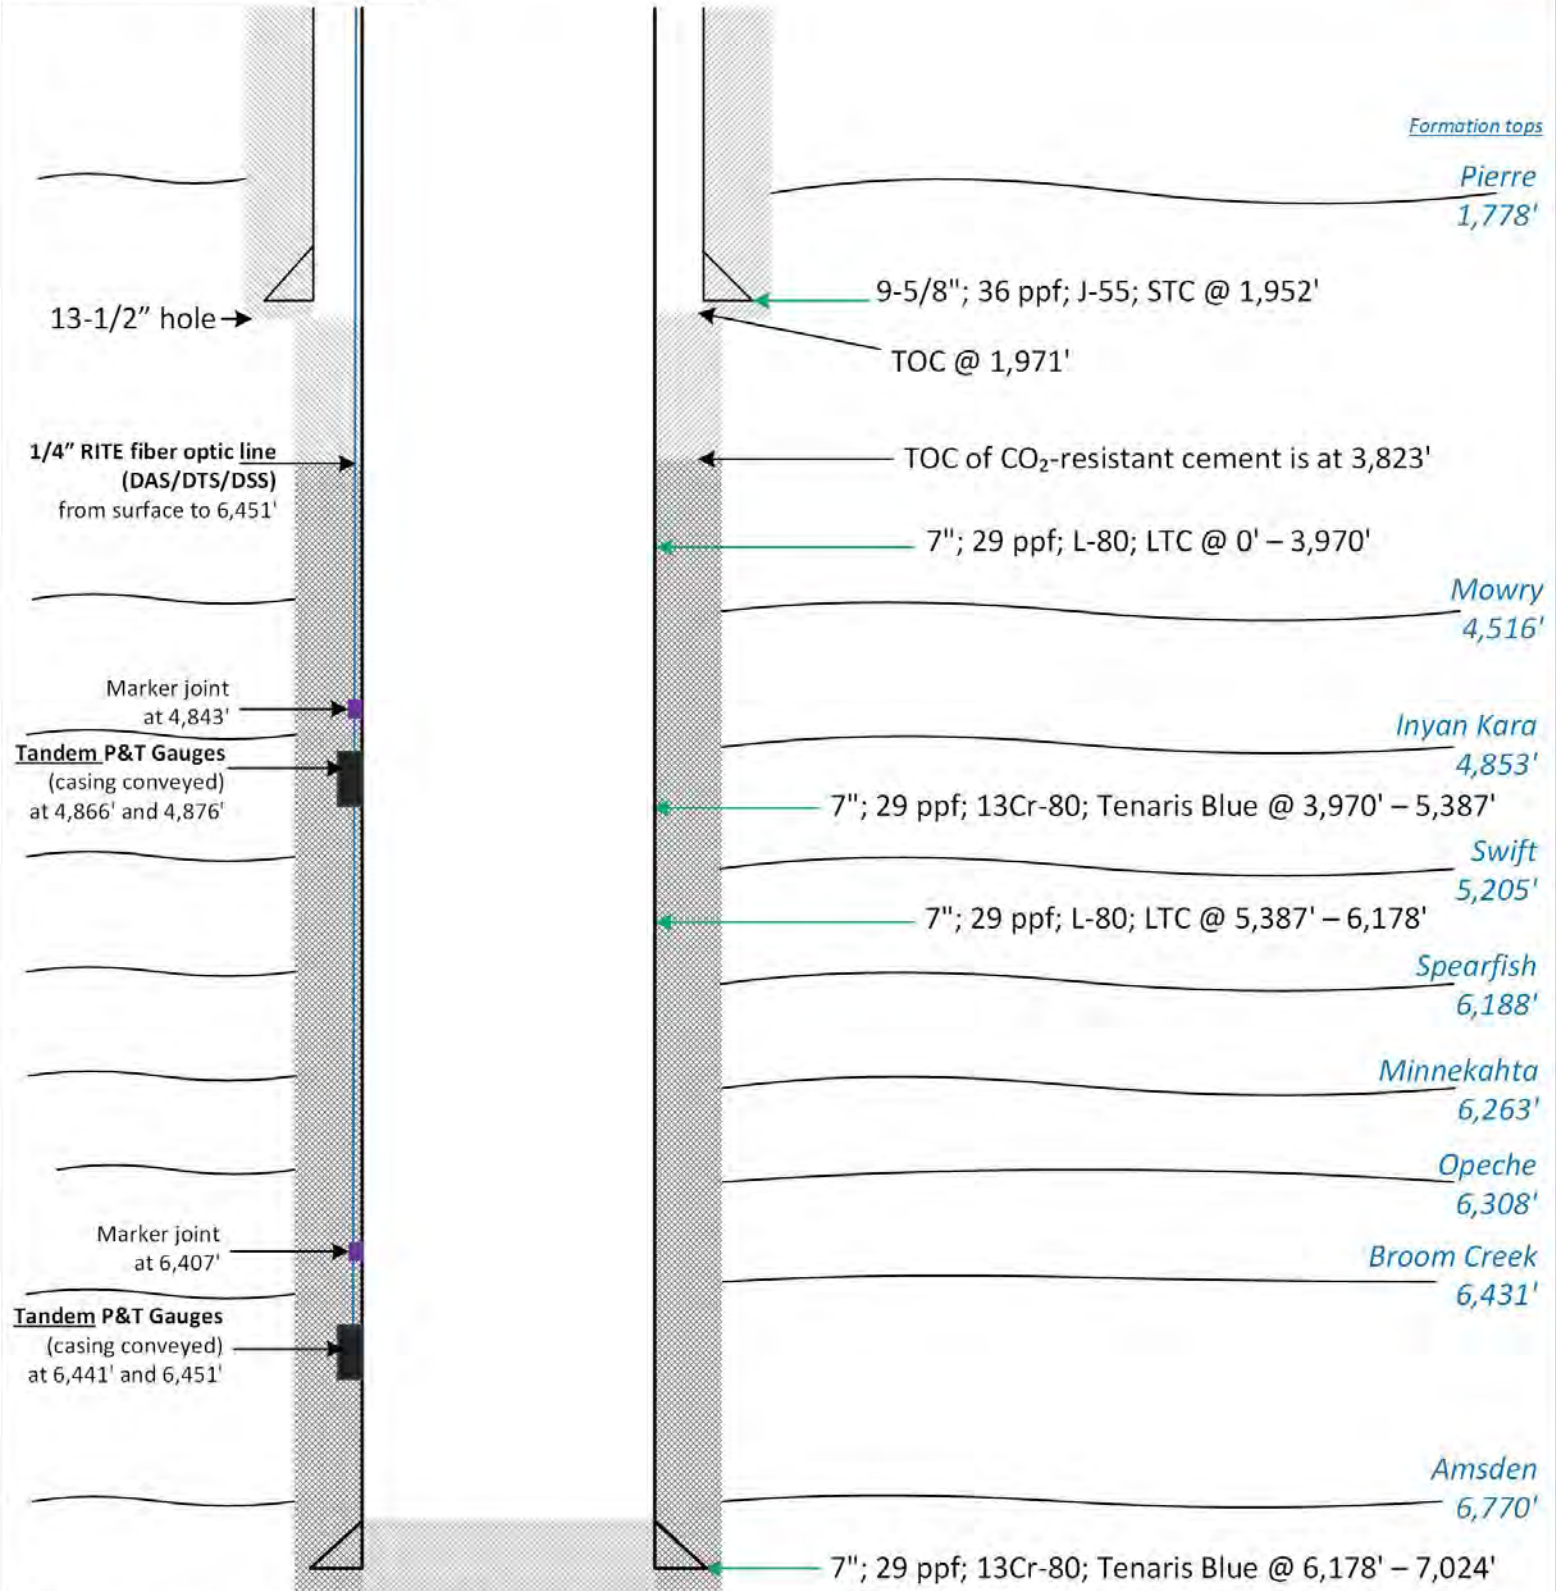 Formation tops
Pierre
1,778'
9-5/8"; 36 ppf; J-55; STC @ 1,952'
13-1/2” hole
TOC @ 1,971'
1/4” RITE fiber optic line
(DAS/DTS/DSS)
from surface to 6,451'
TOC of CO₂-resistant cement is at 3,823'
7"; 29 ppf; L-80; LTC @ 0' – 3,970'
Mowry
4,516'
Marker joint
at 4,843'
Inyan Kara
4,853'
Tandem P&T Gauges
(casing conveyed)
at 4,866' and 4,876'
7"; 29 ppf; 13Cr-80; Tenaris Blue @ 3,970' – 5,387'
Swift
5,205'
7"; 29 ppf; L-80; LTC @ 5,387' – 6,178'
Spearfish
6,188'
Minnekahta
6,263'
Opeche
6,308'
Marker joint
at 6,407'
Broom Creek
6,431'
Tandem P&T Gauges
(casing conveyed)
at 6,441' and 6,451'
Amsden
6,770'
7"; 29 ppf; 13Cr-80; Tenaris Blue @ 6,178' – 7,024'